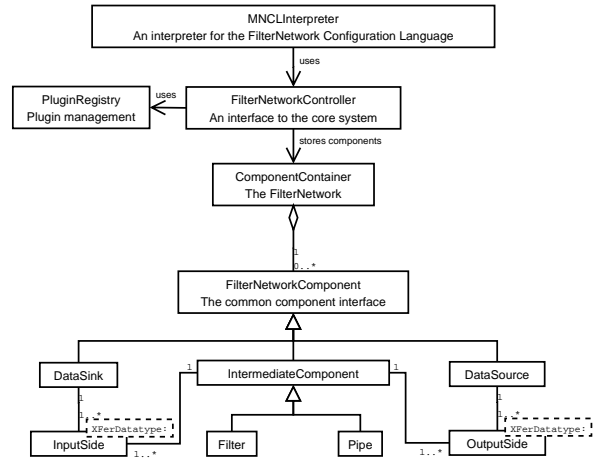 MNCLInterpreter
An interpreter for the FilterNetwork Configuration Language
uses
PluginRegistry
Plugin management
uses
FilterNetworkController
An interface to the core system
stores components
ComponentContainer
The FilterNetwork
1
0..*
FilterNetworkComponent
The common component interface
DataSink
1
IntermediateComponent
1
DataSource
1
1..*
XFerDatatype:
InputSide
1..*
Filter
Pipe
1
1..*
XFerDatatype:
OutputSide
1..*